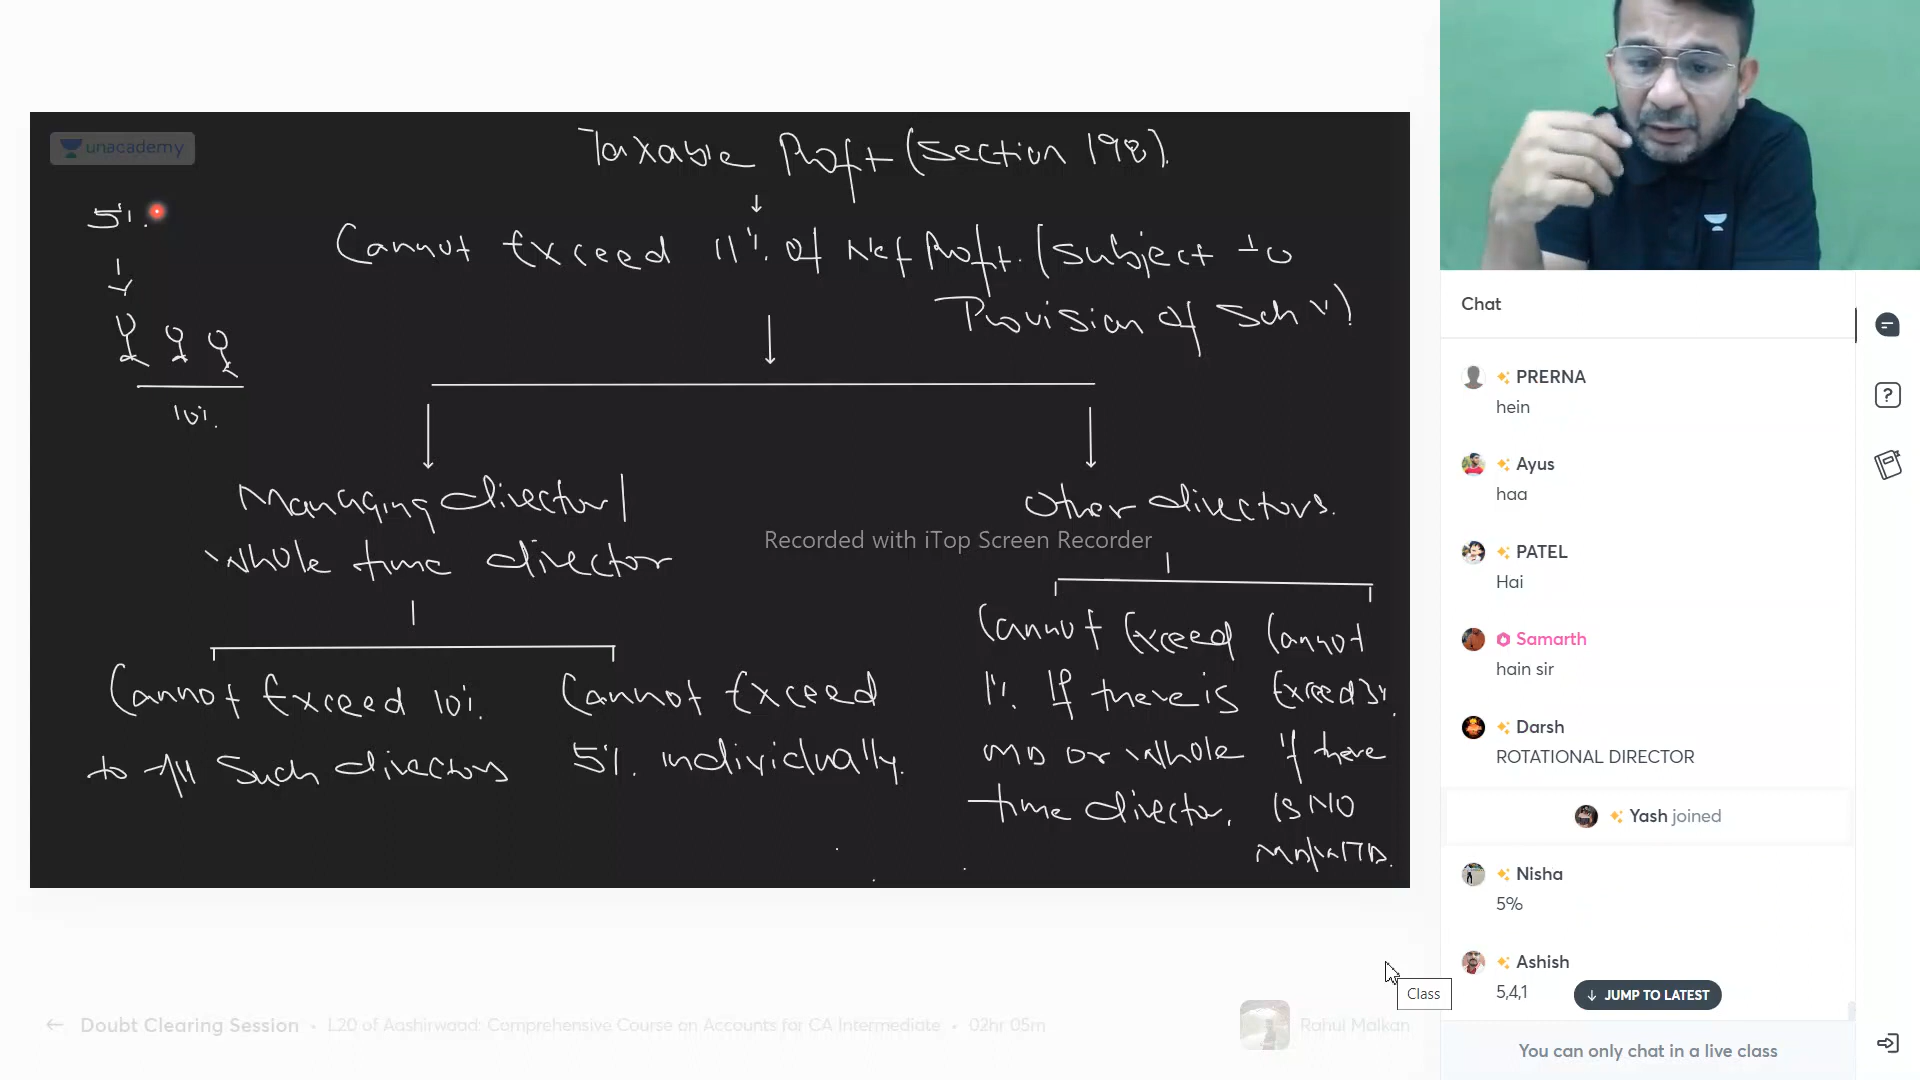 unacademy
Taxable Profit (section 198).
5%.
Cannot Exceed 11% of Net Profit. (Subject to
Provision of Sch V)
10%.
Managing director/
whole time director
Other directors.
Recorded with iTop Screen Recorder
Cannot Exceed 10%.
to All Such directors
Cannot Exceed
5%. individually.
Cannot Exceed
1%. If there is
MD or whole
time director.
Cannot
Exceed 3%.
if there
is NO
MD/WTD.
Chat
PRERNA
hein
Ayus
haa
PATEL
Hai
Samarth
hain sir
Darsh
ROTATIONAL DIRECTOR
Yash joined
Nisha
5%
Ashish
5,4,1
JUMP TO LATEST
You can only chat in a live class
Class
Doubt Clearing Session • L20 of Aashirwaad: Comprehensive Course on Accounts for CA Intermediate • 02hr 05m
Rahul Malkan